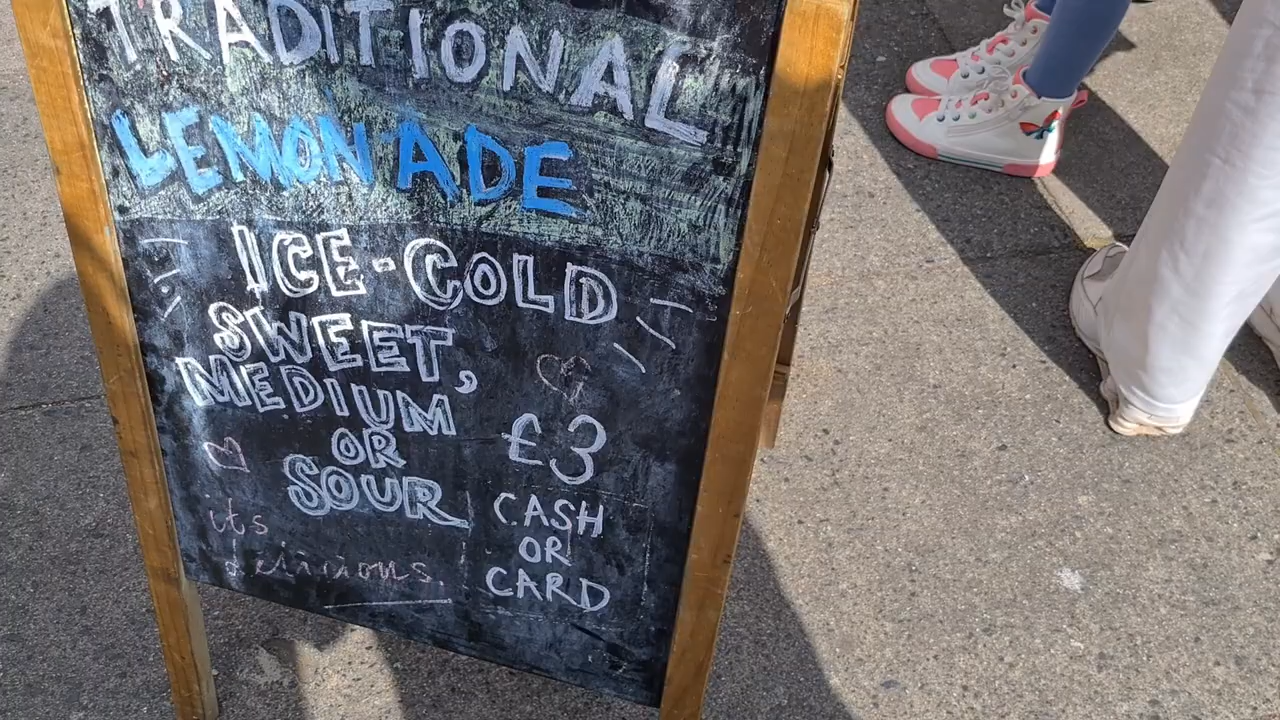 TRADITIONAL
LEMONADE
ICE-COLD
SWEET,
MEDIUM
OR
SOUR
its
delicious.
£3
CASH
OR
CARD